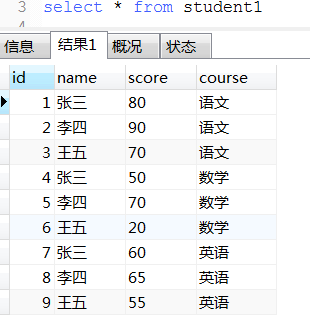 3 select * from student1
4
信息 结果1 概况 状态
id name score course
1 张三 80 语文
2 李四 90 语文
3 王五 70 语文
4 张三 50 数学
5 李四 70 数学
6 王五 20 数学
7 张三 60 英语
8 李四 65 英语
9 王五 55 英语